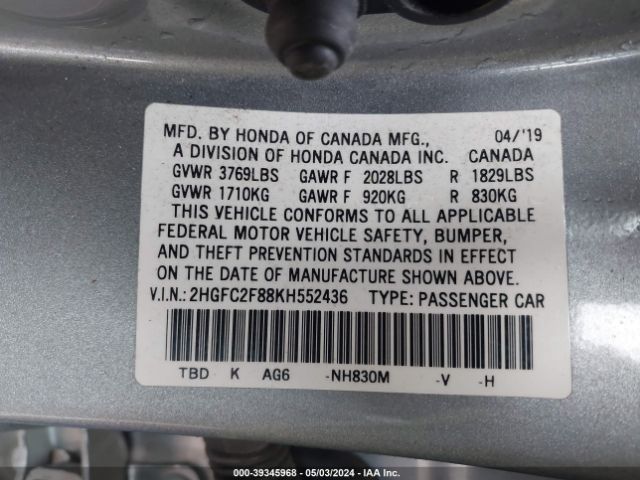 MFD. BY HONDA OF CANADA MFG., 04/'19
A DIVISION OF HONDA CANADA INC. CANADA
GVWR 3769LBS GAWR F 2028LBS R 1829LBS
GVWR 1710KG GAWR F 920KG R 830KG
THIS VEHICLE CONFORMS TO ALL APPLICABLE
FEDERAL MOTOR VEHICLE SAFETY, BUMPER,
AND THEFT PREVENTION STANDARDS IN EFFECT
ON THE DATE OF MANUFACTURE SHOWN ABOVE.
V.I.N.: 2HGFC2F88KH552436 TYPE: PASSENGER CAR
TBD K AG6 -NH830M -V -H
000-39345968 - 05/03/2024 - IAA Inc.